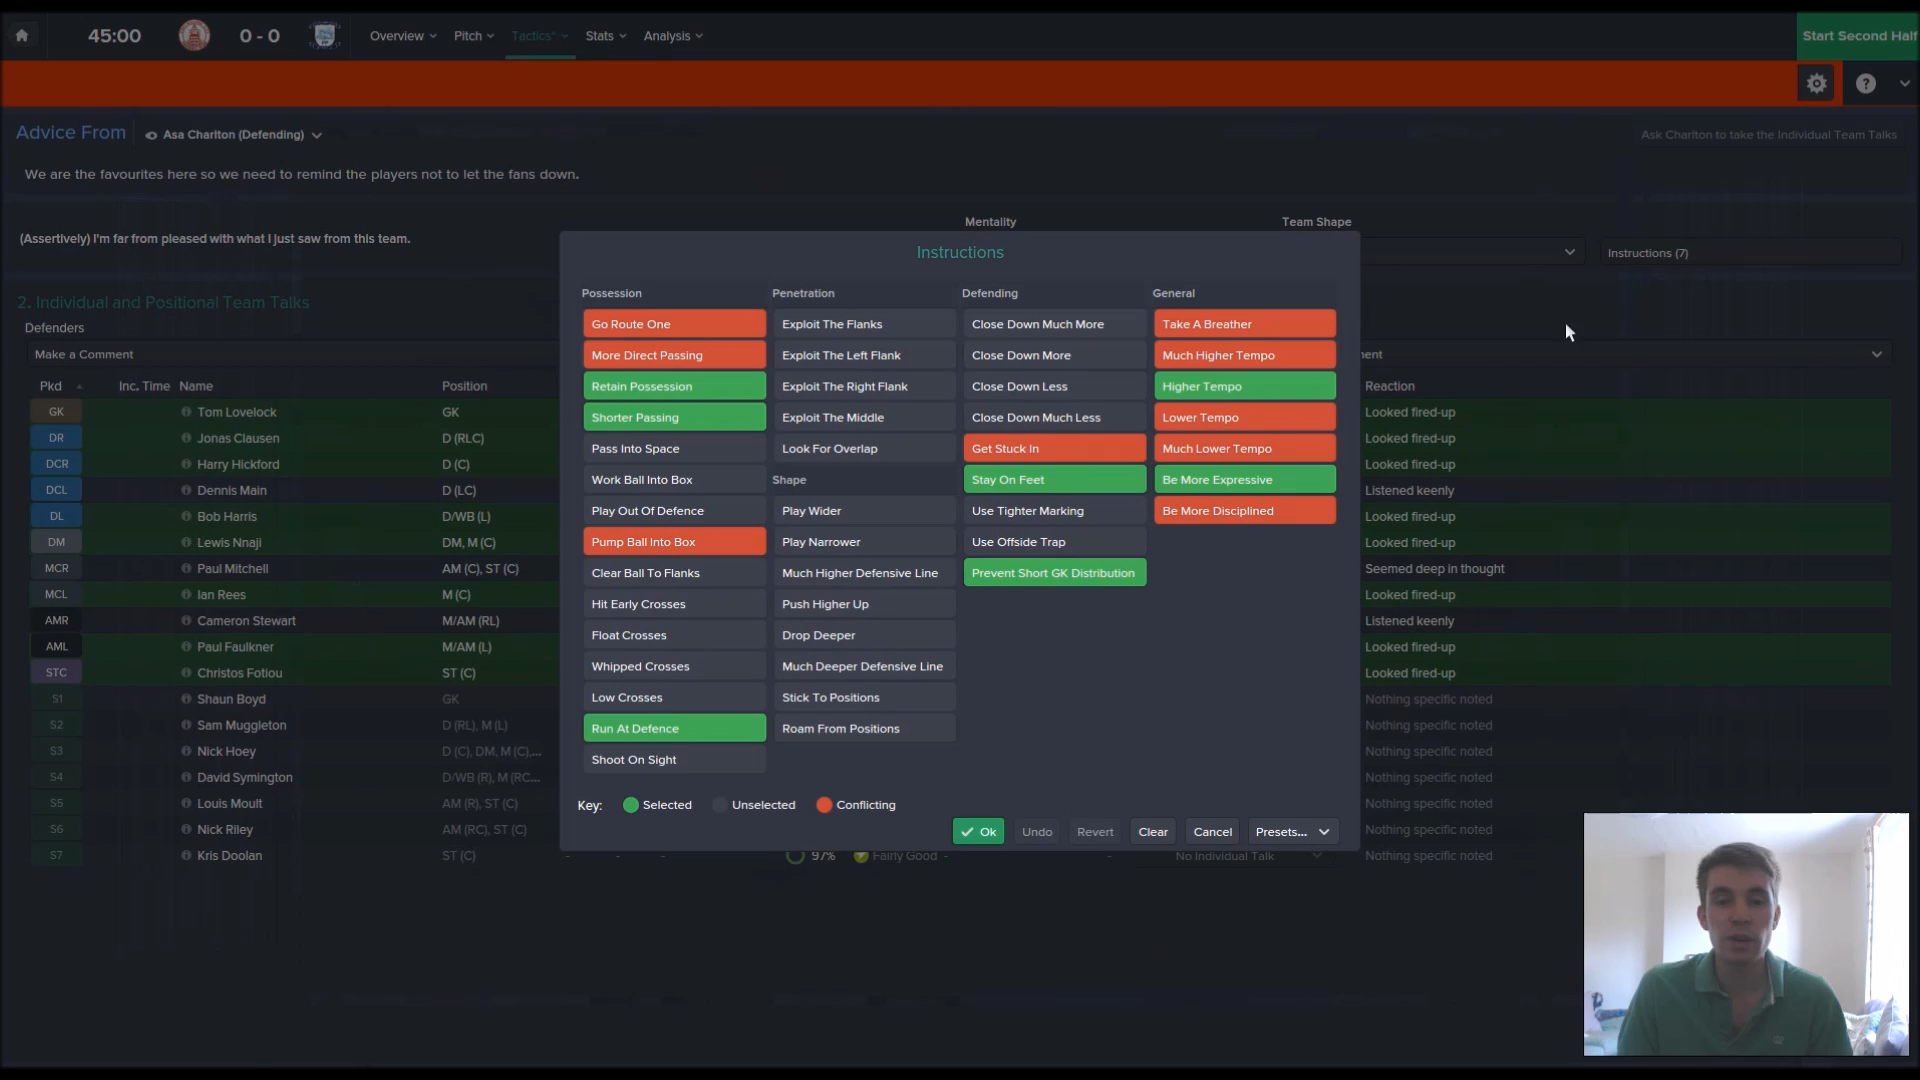 45:00
0 - 0
Overview
Pitch
Tactics*
Stats
Analysis
Start Second Half
?
Advice From
Asa Charlton (Defending)
Ask Charlton to take the Individual Team Talks
We are the favourites here so we need to remind the players not to let the fans down.
(Assertively) I'm far from pleased with what I just saw from this team.
Mentality
Team Shape
Instructions (7)
2. Individual and Positional Team Talks
Defenders
Make a Comment
Pkd
Inc. Time
Name
Position
Reaction
GK Tom Lovelock GK Looked fired-up
DR Jonas Clausen D (RLC) Looked fired-up
DCR Harry Hickford D (C) Looked fired-up
DCL Dennis Main D (LC) Listened keenly
DL Bob Harris D/WB (L) Looked fired-up
DM Lewis Nnaji DM, M (C) Looked fired-up
MCR Paul Mitchell AM (C), ST (C) Seemed deep in thought
MCL Ian Rees M (C) Looked fired-up
AMR Cameron Stewart M/AM (RL) Listened keenly
AML Paul Faulkner M/AM (L) Looked fired-up
STC Christos Fotiou ST (C) Looked fired-up
S1 Shaun Boyd GK Nothing specific noted
S2 Sam Muggleton D (RL), M (L) Nothing specific noted
S3 Nick Hoey D (C), DM, M (C),... Nothing specific noted
S4 David Symington D/WB (R), M (RC... Nothing specific noted
S5 Louis Moult AM (R), ST (C) Nothing specific noted
S6 Nick Riley AM (RC), ST (C) Nothing specific noted
S7 Kris Doolan ST (C) - - - 97% Fairly Good - - No Individual Talk Nothing specific noted
Instructions
Possession
Go Route One
More Direct Passing
Retain Possession
Shorter Passing
Pass Into Space
Work Ball Into Box
Play Out Of Defence
Pump Ball Into Box
Clear Ball To Flanks
Hit Early Crosses
Float Crosses
Whipped Crosses
Low Crosses
Run At Defence
Shoot On Sight
Penetration
Exploit The Flanks
Exploit The Left Flank
Exploit The Right Flank
Exploit The Middle
Look For Overlap
Shape
Play Wider
Play Narrower
Much Higher Defensive Line
Push Higher Up
Drop Deeper
Much Deeper Defensive Line
Stick To Positions
Roam From Positions
Defending
Close Down Much More
Close Down More
Close Down Less
Close Down Much Less
Get Stuck In
Stay On Feet
Use Tighter Marking
Use Offside Trap
Prevent Short GK Distribution
General
Take A Breather
Much Higher Tempo
Higher Tempo
Lower Tempo
Much Lower Tempo
Be More Expressive
Be More Disciplined
Key:
Selected
Unselected
Conflicting
Ok
Undo
Revert
Clear
Cancel
Presets...